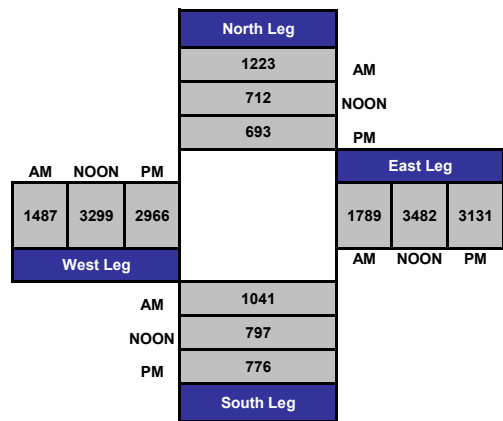 North Leg
1223
AM
712
NOON
693
PM
AM NOON PM
East Leg
1487 3299 2966
1789 3482 3131
West Leg
AM NOON PM
AM
1041
NOON
797
PM
776
South Leg